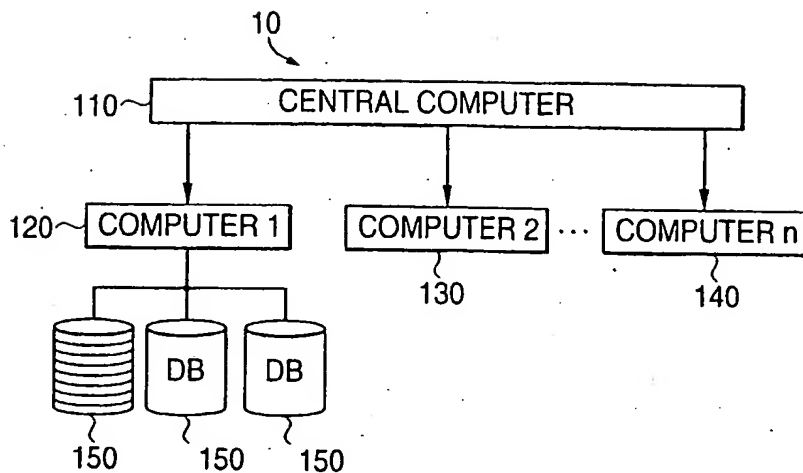 10
110 CENTRAL COMPUTER
120 COMPUTER 1 COMPUTER 2 ... COMPUTER n
130 140
DB DB
150 150 150